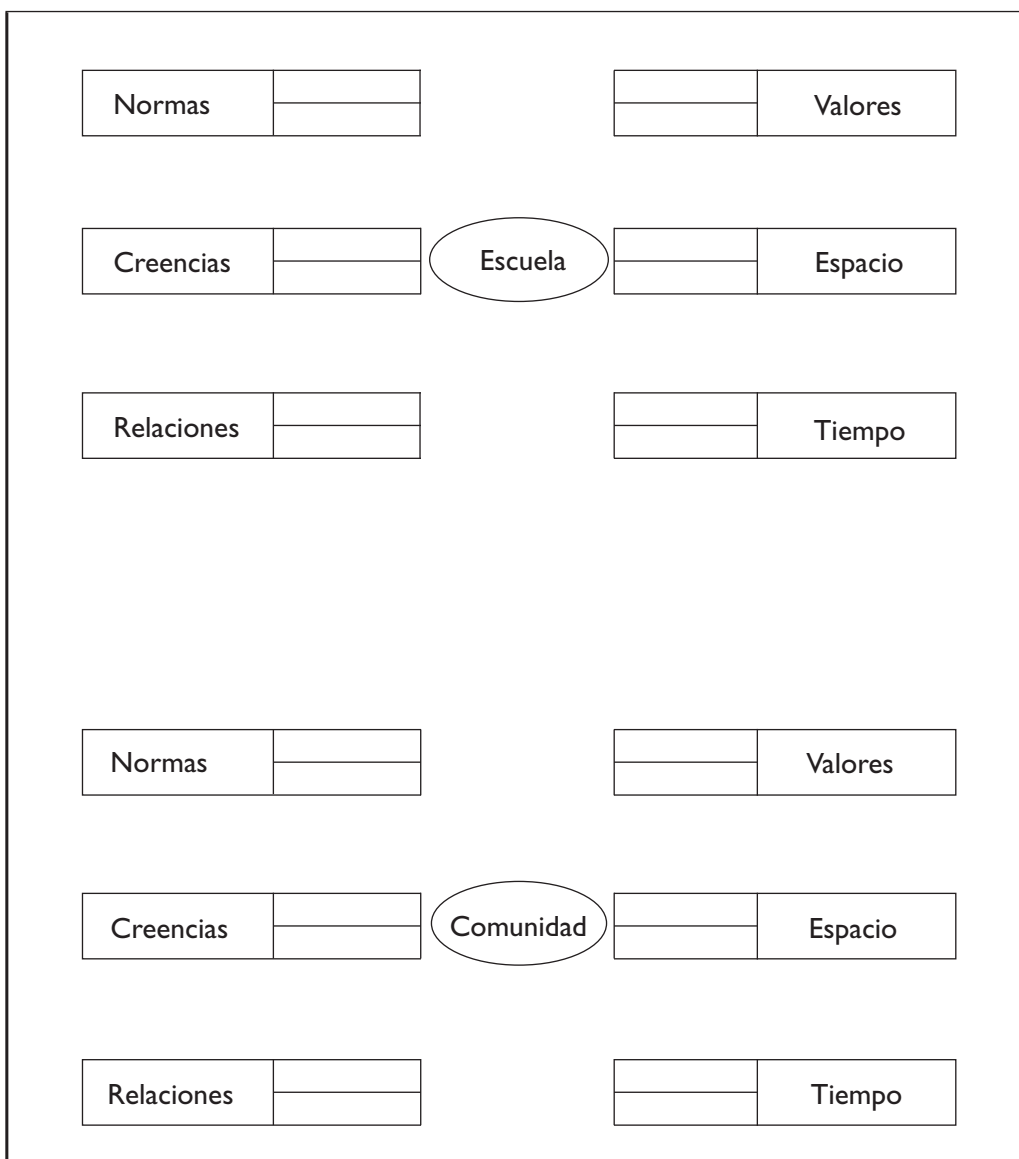 Normas
Valores
Creencias
Escuela
Espacio
Relaciones
Tiempo
Normas
Valores
Creencias
Comunidad
Espacio
Relaciones
Tiempo